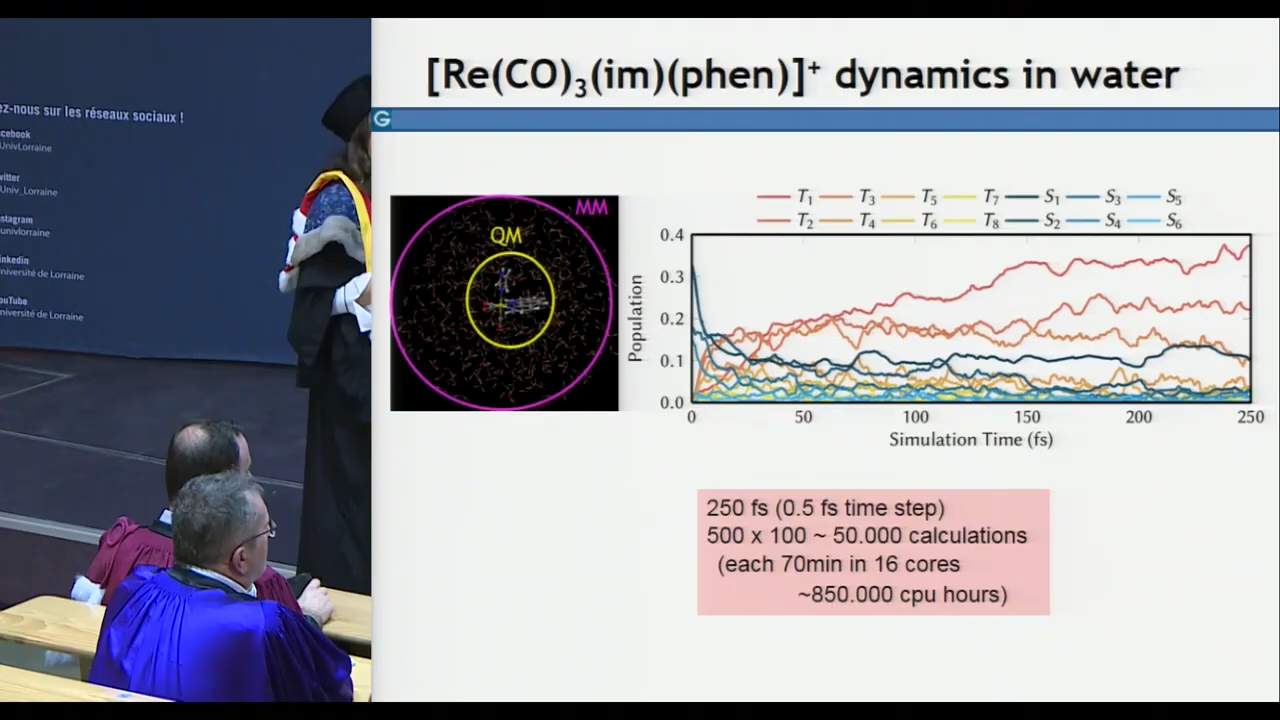 ez-nous sur les réseaux sociaux !
cebook
UnivLorraine
witter
Univ_Lorraine
stagram
univlorraine
inkedin
Université de Lorraine
ouTube
niversité de Lorraine
[Re(CO)3(im)(phen)]+ dynamics in water
G
MM
QM
T1 T3 T5 T7 S1 S3 S5
T2 T4 T6 T8 S2 S4 S6
Population
0.4
0.3
0.2
0.1
0.0
0 50 100 150 200 250
Simulation Time (fs)
250 fs (0.5 fs time step)
500 x 100 ~ 50.000 calculations
(each 70min in 16 cores
~850.000 cpu hours)